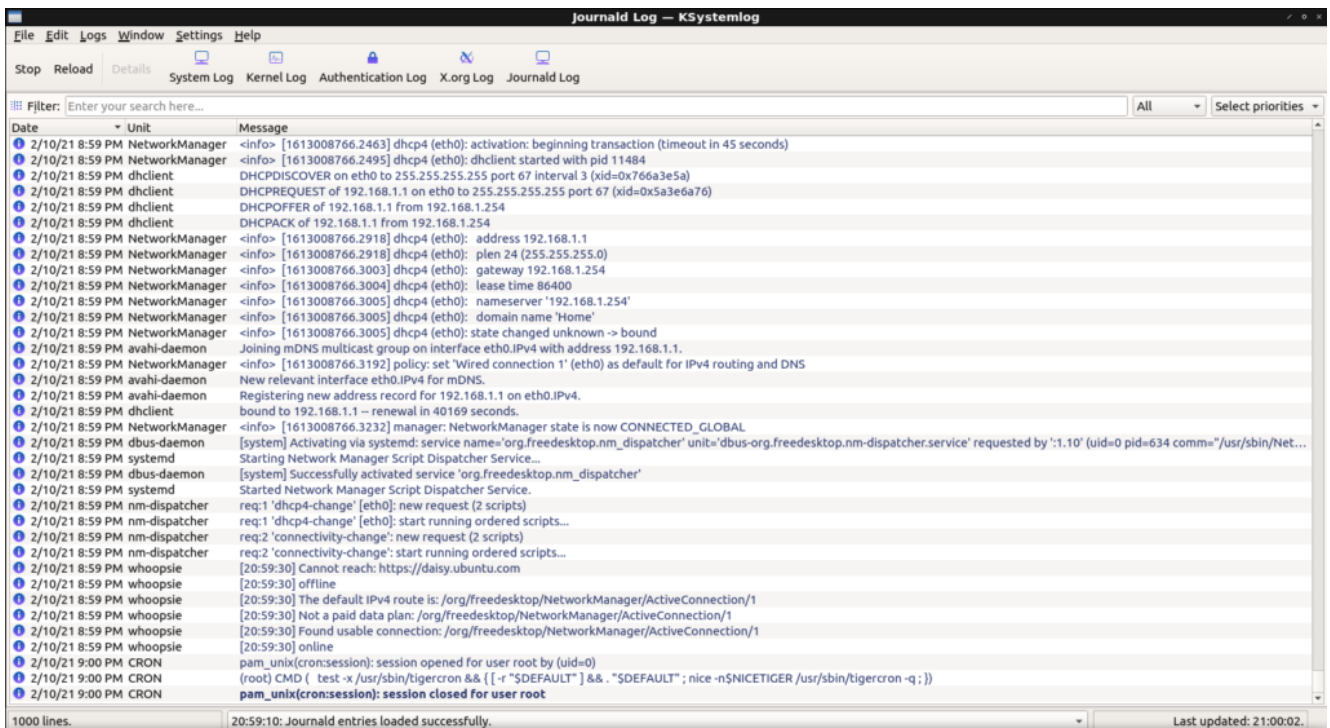 Journald Log — KSystemlog
File Edit Logs Window Settings Help
Stop Reload Details System Log Kernel Log Authentication Log X.org Log Journald Log
Filter: Enter your search here... All Select priorities
Date Unit Message
2/10/21 8:59 PM NetworkManager <info> [1613008766.2463] dhcp4 (eth0): activation: beginning transaction (timeout in 45 seconds)
2/10/21 8:59 PM NetworkManager <info> [1613008766.2495] dhcp4 (eth0): dhclient started with pid 11484
2/10/21 8:59 PM dhclient DHCPDISCOVER on eth0 to 255.255.255.255 port 67 interval 3 (xid=0x766a3e5a)
2/10/21 8:59 PM dhclient DHCPREQUEST of 192.168.1.1 on eth0 to 255.255.255.255 port 67 (xid=0x5a3e6a76)
2/10/21 8:59 PM dhclient DHCPOFFER of 192.168.1.1 from 192.168.1.254
2/10/21 8:59 PM dhclient DHCPACK of 192.168.1.1 from 192.168.1.254
2/10/21 8:59 PM NetworkManager <info> [1613008766.2918] dhcp4 (eth0): address 192.168.1.1
2/10/21 8:59 PM NetworkManager <info> [1613008766.2918] dhcp4 (eth0): plen 24 (255.255.255.0)
2/10/21 8:59 PM NetworkManager <info> [1613008766.3003] dhcp4 (eth0): gateway 192.168.1.254
2/10/21 8:59 PM NetworkManager <info> [1613008766.3004] dhcp4 (eth0): lease time 86400
2/10/21 8:59 PM NetworkManager <info> [1613008766.3005] dhcp4 (eth0): nameserver '192.168.1.254'
2/10/21 8:59 PM NetworkManager <info> [1613008766.3005] dhcp4 (eth0): domain name 'Home'
2/10/21 8:59 PM NetworkManager <info> [1613008766.3005] dhcp4 (eth0): state changed unknown -> bound
2/10/21 8:59 PM avahi-daemon Joining mDNS multicast group on interface eth0.IPv4 with address 192.168.1.1.
2/10/21 8:59 PM NetworkManager <info> [1613008766.3192] policy: set 'Wired connection 1' (eth0) as default for IPv4 routing and DNS
2/10/21 8:59 PM avahi-daemon New relevant interface eth0.IPv4 for mDNS.
2/10/21 8:59 PM avahi-daemon Registering new address record for 192.168.1.1 on eth0.IPv4.
2/10/21 8:59 PM dhclient bound to 192.168.1.1 -- renewal in 40169 seconds.
2/10/21 8:59 PM NetworkManager <info> [1613008766.3232] manager: NetworkManager state is now CONNECTED_GLOBAL
2/10/21 8:59 PM dbus-daemon [system] Activating via systemd: service name='org.freedesktop.nm_dispatcher' unit='dbus-org.freedesktop.nm-dispatcher.service' requested by ':1.10' (uid=0 pid=634 comm="/usr/sbin/Net...
2/10/21 8:59 PM systemd Starting Network Manager Script Dispatcher Service...
2/10/21 8:59 PM dbus-daemon [system] Successfully activated service 'org.freedesktop.nm_dispatcher'
2/10/21 8:59 PM systemd Started Network Manager Script Dispatcher Service.
2/10/21 8:59 PM nm-dispatcher req:1 'dhcp4-change' [eth0]: new request (2 scripts)
2/10/21 8:59 PM nm-dispatcher req:1 'dhcp4-change' [eth0]: start running ordered scripts...
2/10/21 8:59 PM nm-dispatcher req:2 'connectivity-change': new request (2 scripts)
2/10/21 8:59 PM nm-dispatcher req:2 'connectivity-change': start running ordered scripts...
2/10/21 8:59 PM whoopsie [20:59:30] Cannot reach: https://daisy.ubuntu.com
2/10/21 8:59 PM whoopsie [20:59:30] offline
2/10/21 8:59 PM whoopsie [20:59:30] The default IPv4 route is: /org/freedesktop/NetworkManager/ActiveConnection/1
2/10/21 8:59 PM whoopsie [20:59:30] Not a paid data plan: /org/freedesktop/NetworkManager/ActiveConnection/1
2/10/21 8:59 PM whoopsie [20:59:30] Found usable connection: /org/freedesktop/NetworkManager/ActiveConnection/1
2/10/21 8:59 PM whoopsie [20:59:30] online
2/10/21 9:00 PM CRON pam_unix(cron:session): session opened for user root by (uid=0)
2/10/21 9:00 PM CRON (root) CMD ( test -x /usr/sbin/tigercron && { [ -r "$DEFAULT" ] && . "$DEFAULT" ; nice -n$NICETIGER /usr/sbin/tigercron -q ; })
2/10/21 9:00 PM CRON pam_unix(cron:session): session closed for user root
1000 lines. 20:59:10: Journald entries loaded successfully. Last updated: 21:00:02.